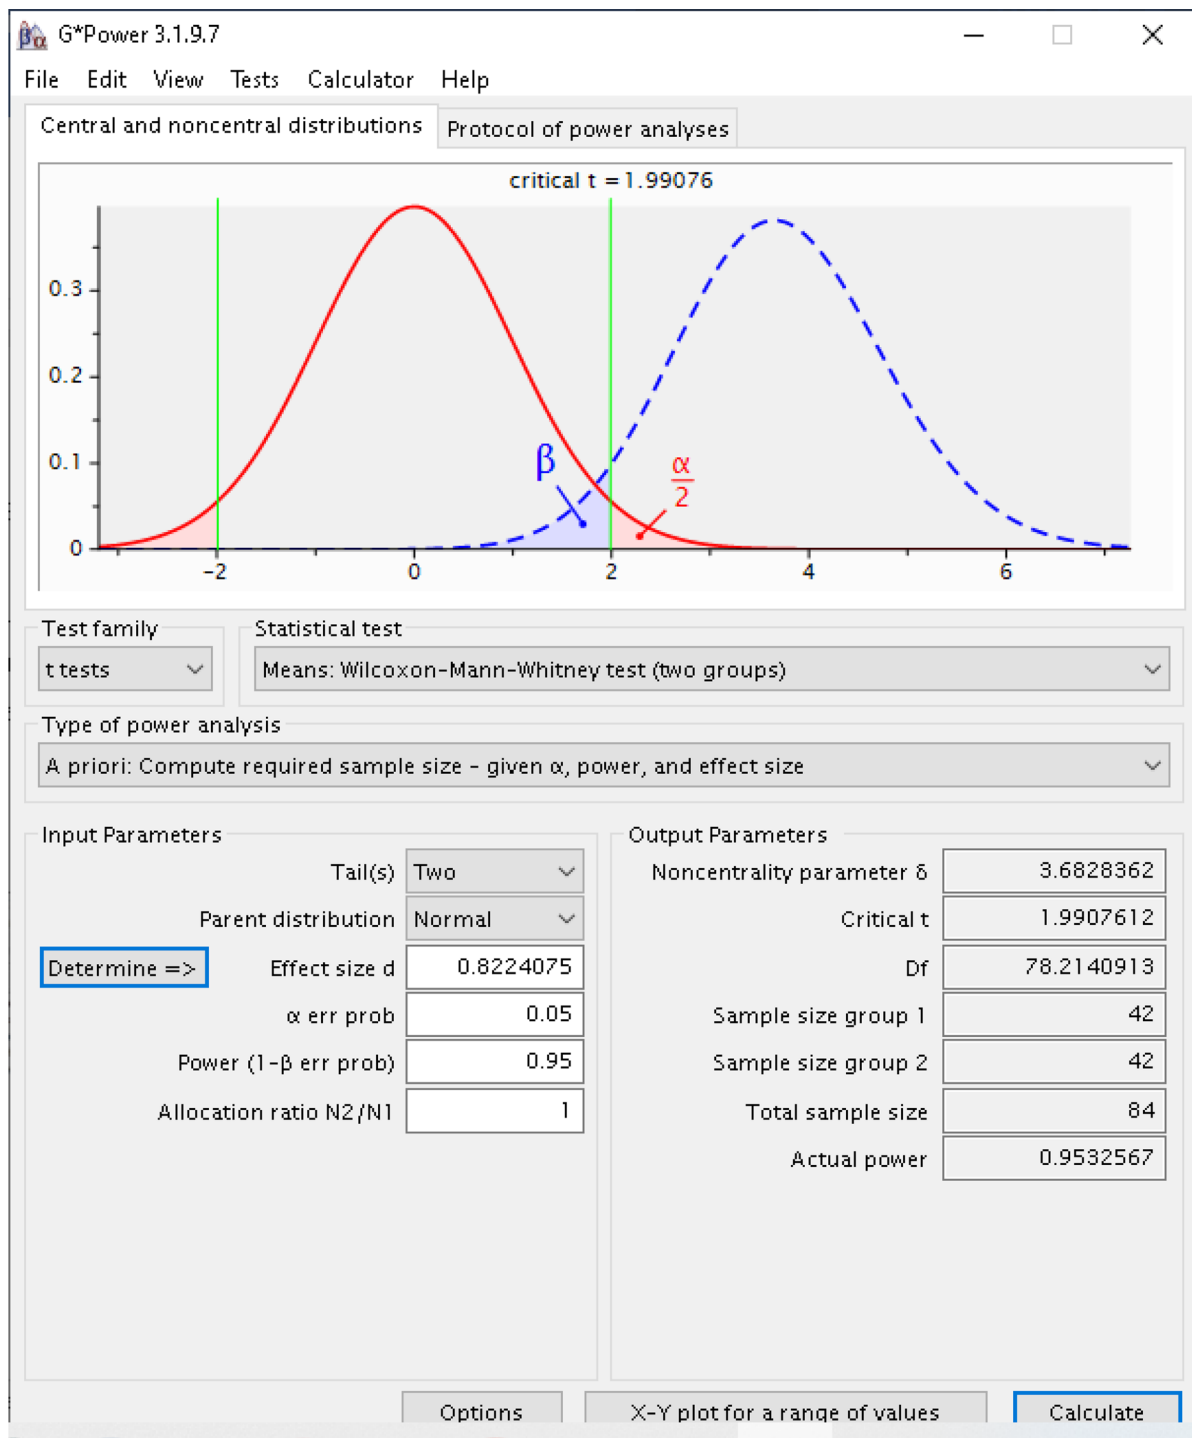 G*Power 3.1.9.7
File Edit View Tests Calculator Help
Central and noncentral distributions Protocol of power analyses
critical t = 1.99076
0.3
0.2
0.1
0
β
α
2
-2 0 2 4 6
Test family Statistical test
t tests Means: Wilcoxon-Mann-Whitney test (two groups)
Type of power analysis
A priori: Compute required sample size - given α, power, and effect size
Input Parameters Output Parameters
Tail(s) Two Noncentrality parameter δ 3.6828362
Parent distribution Normal Critical t 1.9907612
Determine => Effect size d 0.8224075 Df 78.2140913
α err prob 0.05 Sample size group 1 42
Power (1-β err prob) 0.95 Sample size group 2 42
Allocation ratio N2/N1 1 Total sample size 84
Actual power 0.9532567
Options X-Y plot for a range of values Calculate